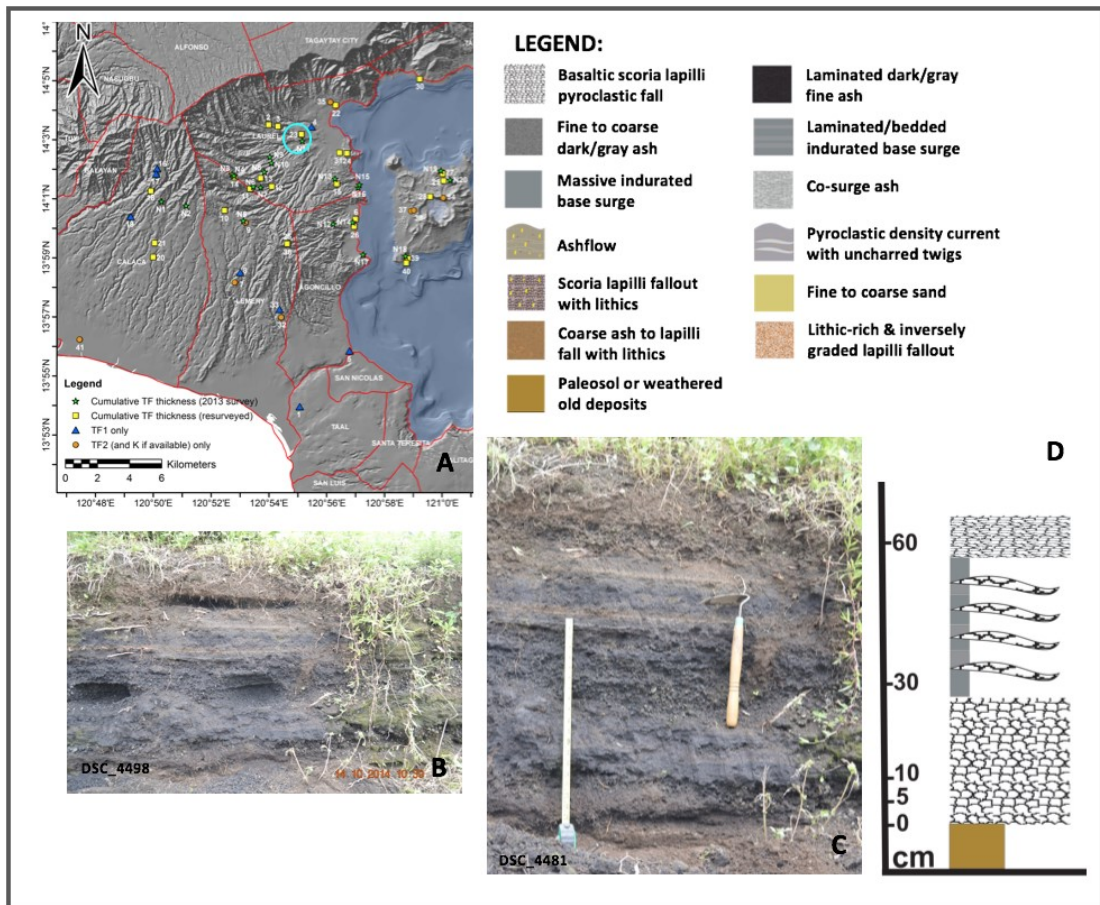 N
ALFONSO
TAGAYTAY CITY
NASUGBU
LAUREL
CALACA
LEMERY
AGONCILLO
SAN NICOLAS
TAAL
SANTA TERESITA
SAN LUIS
14°5'N
14°3'N
14°1'N
13°59'N
13°57'N
13°55'N
13°53'N
Legend
Cumulative TF thickness (2013 survey)
Cumulative TF thickness (resurveyed)
TF1 only
TF2 (and K if available) only
Kilometers
0 2 4 6
120°48'E 120°50'E 120°52'E 120°54'E 120°56'E 120°58'E 121°0'E
A
LEGEND:
Basaltic scoria lapilli
pyroclastic fall
Fine to coarse
dark/gray ash
Massive indurated
base surge
Ashflow
Scoria lapilli fallout
with lithics
Coarse ash to lapilli
fall with lithics
Paleosol or weathered
old deposits
Laminated dark/gray
fine ash
Laminated/bedded
indurated base surge
Co-surge ash
Pyroclastic density current
with uncharred twigs
Fine to coarse sand
Lithic-rich & inversely
graded lapilli fallout
DSC_4498
14 10 2014 10:30
B
DSC_4481
C
D
60
30
10
5
0
cm